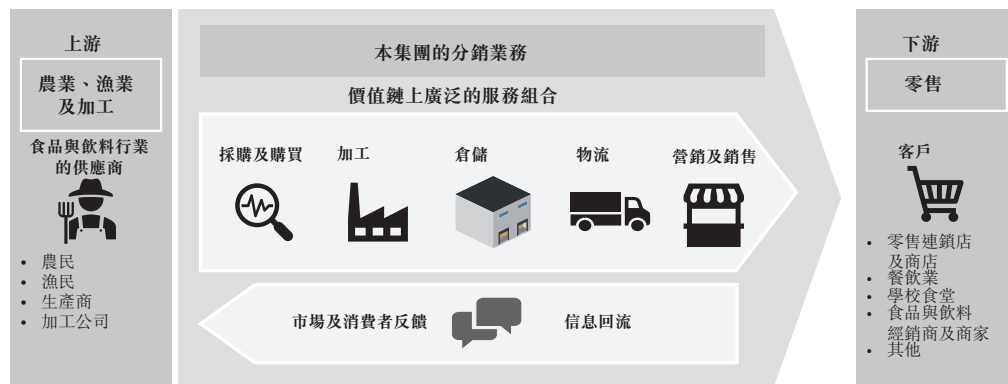 上游
農業、漁業
及加工
食品與飲料行業
的供應商
• 農民
• 漁民
• 生產商
• 加工公司
本集團的分銷業務
價值鏈上廣泛的服務組合
採購及購買
加工
倉儲
物流
營銷及銷售
市場及消費者反饋
信息回流
下游
零售
客戶
• 零售連鎖店
及商店
• 餐飲業
• 學校食堂
• 食品與飲料
經銷商及商家
• 其他